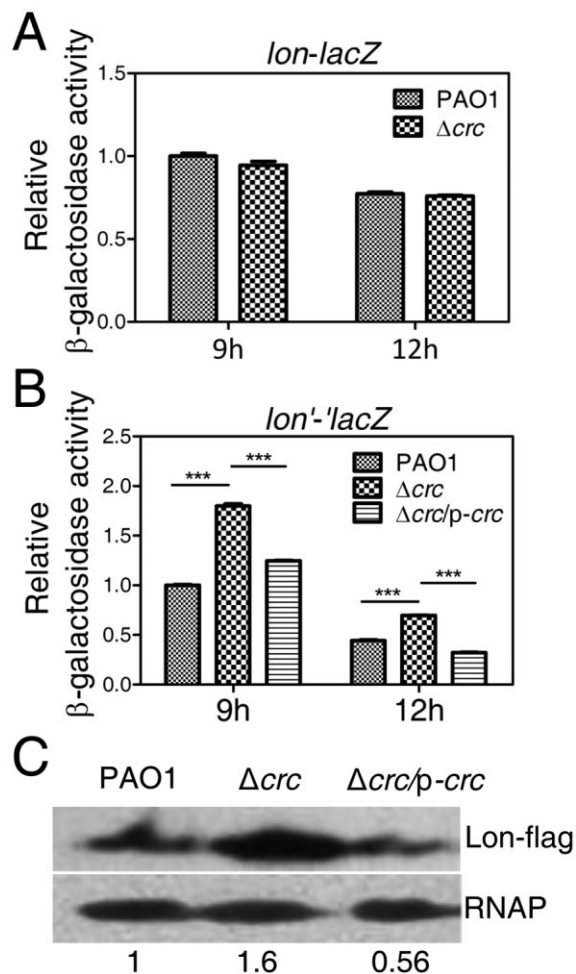 A
lon-lacZ
Relative
β-galactosidase activity
1.5
1.0
0.5
0.0
PAO1
Δcrc
9h
12h
B
lon'-'lacZ
Relative
β-galactosidase activity
2.5
2.0
1.5
1.0
0.5
0.0
PAO1
Δcrc
Δcrc/p-crc
*** ***
*** ***
9h
12h
C
PAO1 Δcrc Δcrc/p-crc
Lon-flag
RNAP
1 1.6 0.56